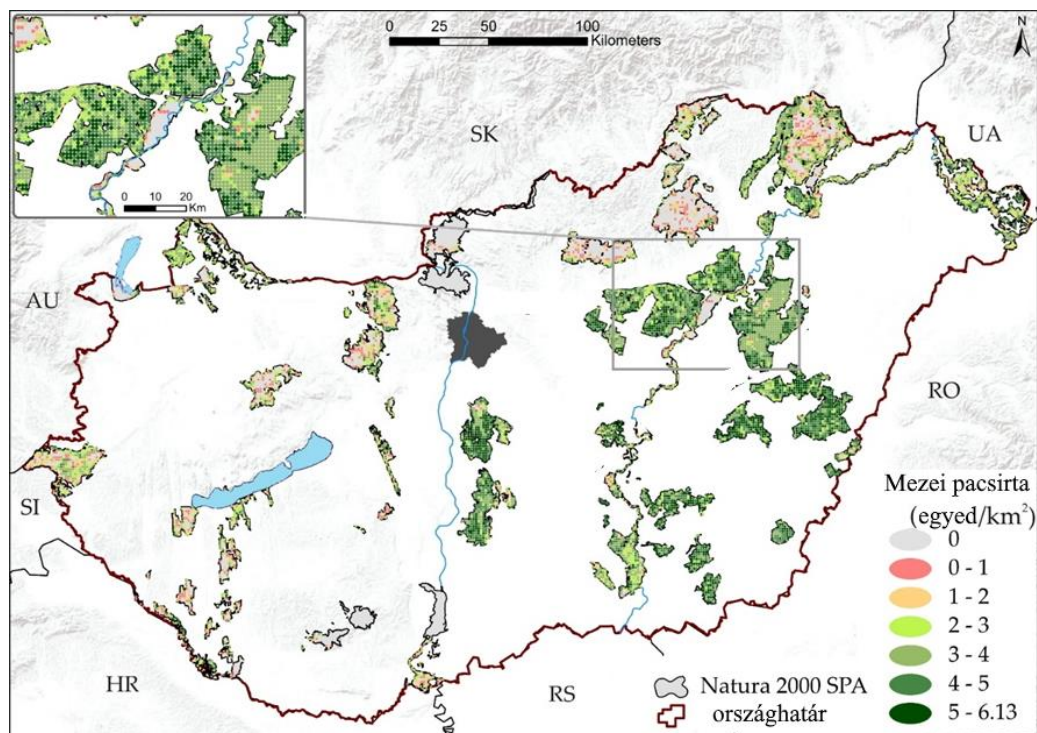 0
25
50
100
Kilometers
N
0
10
20
Km
SK
UA
AU
SI
HR
RS
RO
Mezei pacsirta
(egyed/km²)
0
0 - 1
1 - 2
2 - 3
3 - 4
4 - 5
5 - 6.13
Natura 2000 SPA
országhatár